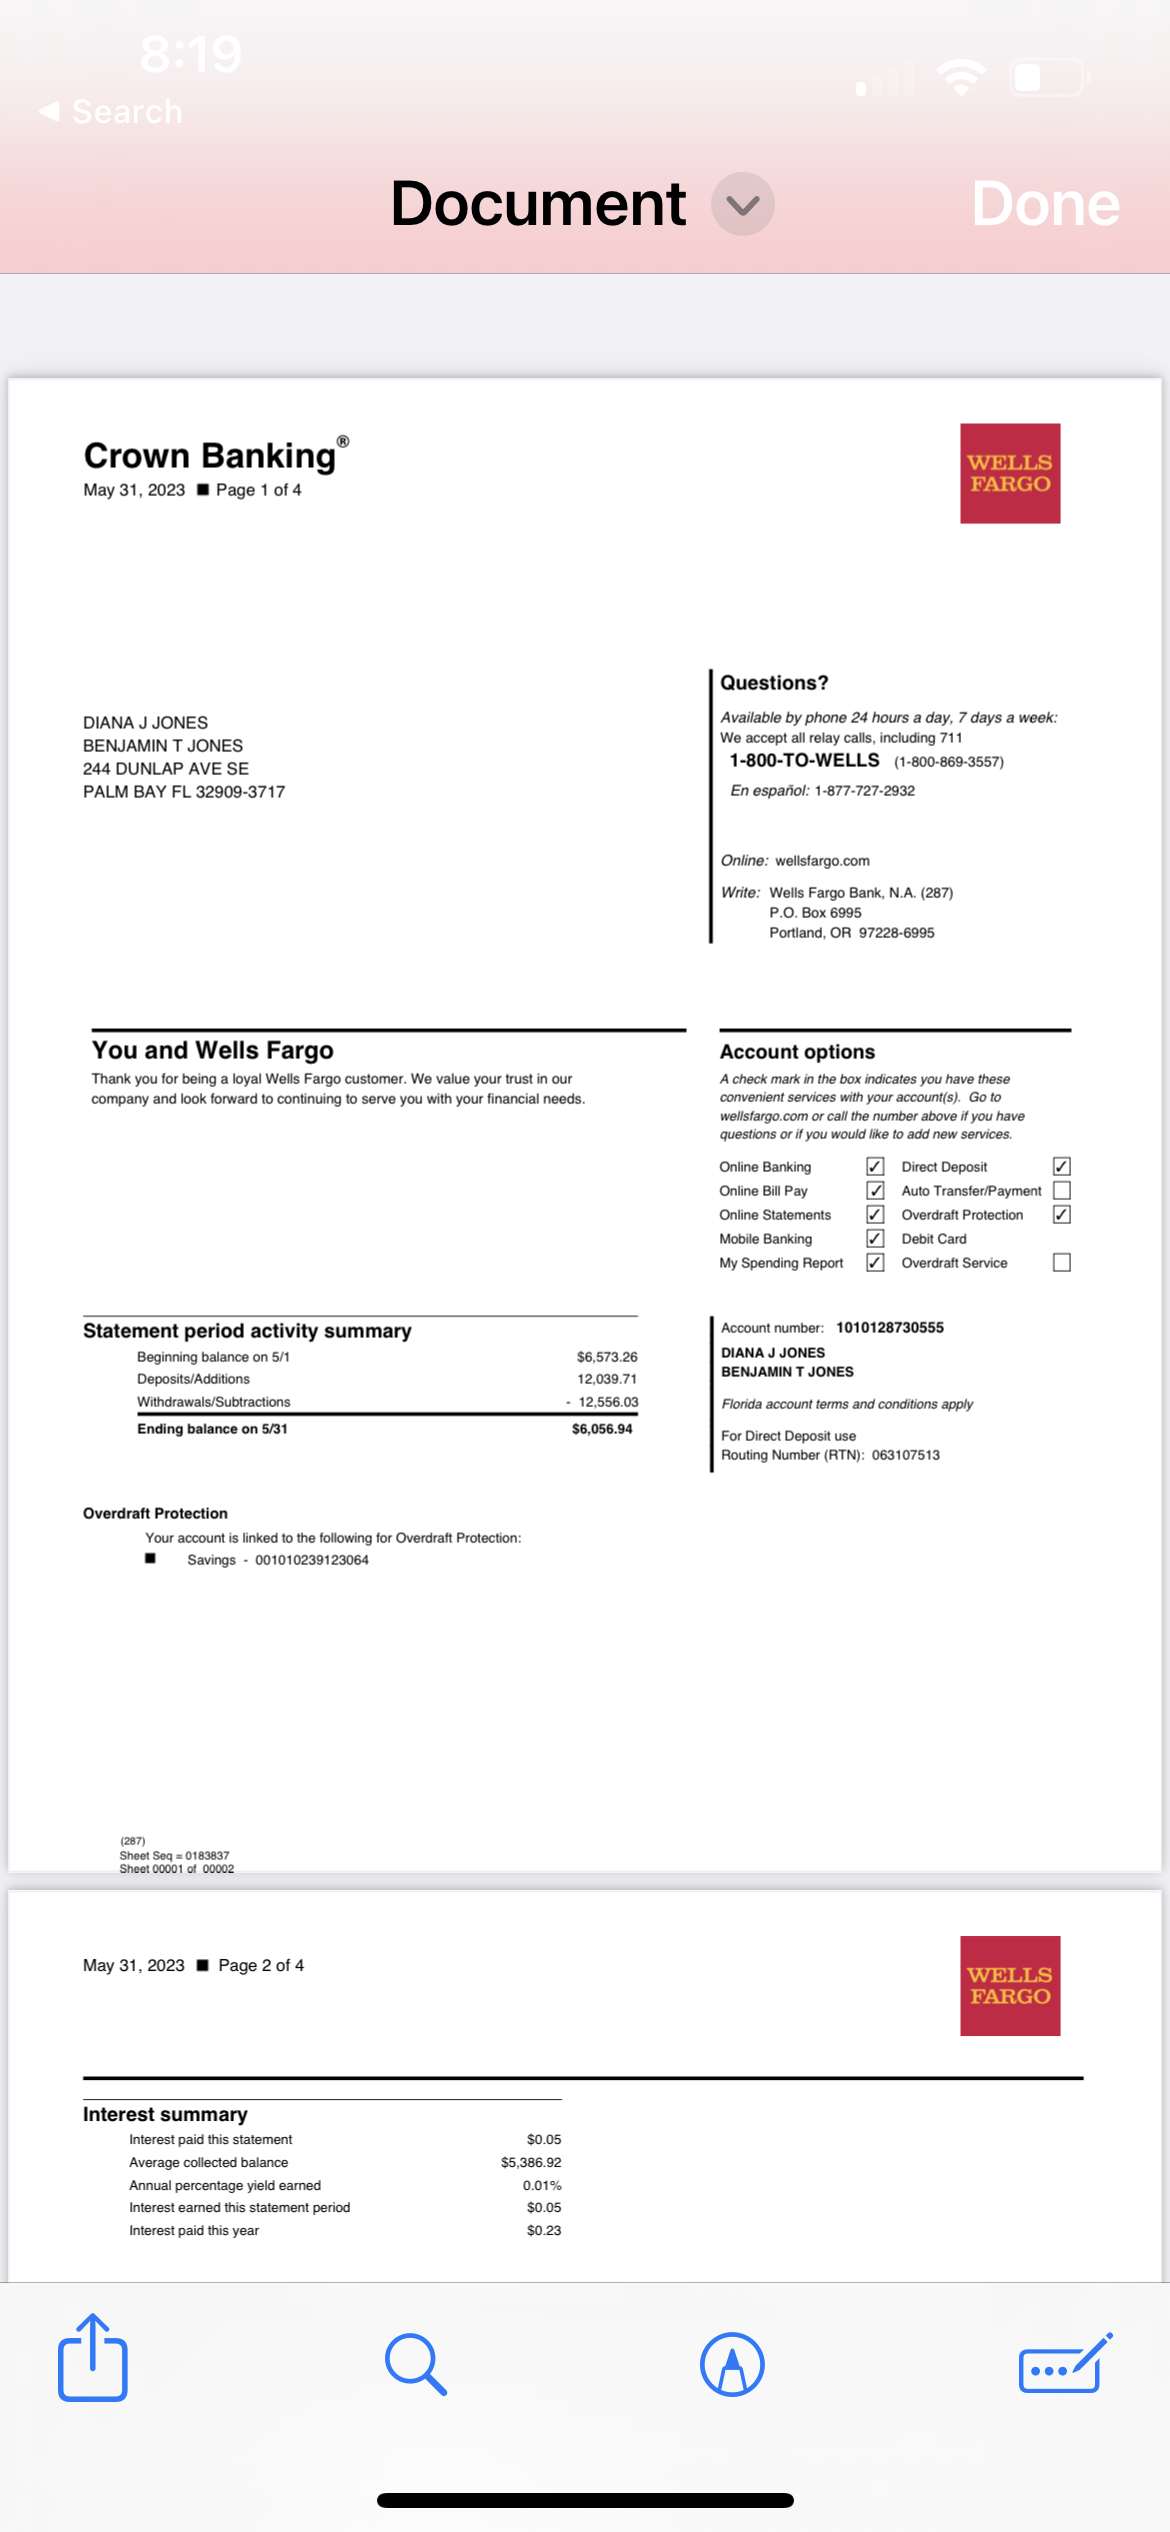 8:19
Search
Document
Done
Crown Banking®
May 31, 2023 ■ Page 1 of 4
WELLS
FARGO
DIANA J JONES
BENJAMIN T JONES
244 DUNLAP AVE SE
PALM BAY FL 32909-3717
Questions?
Available by phone 24 hours a day, 7 days a week:
We accept all relay calls, including 711
1-800-TO-WELLS (1-800-869-3557)
En español: 1-877-727-2932
Online: wellsfargo.com
Write: Wells Fargo Bank, N.A. (287)
P.O. Box 6995
Portland, OR 97228-6995
You and Wells Fargo
Thank you for being a loyal Wells Fargo customer. We value your trust in our
company and look forward to continuing to serve you with your financial needs.
Account options
A check mark in the box indicates you have these
convenient services with your account(s). Go to
wellsfargo.com or call the number above if you have
questions or if you would like to add new services.
Online Banking ✓ Direct Deposit ✓
Online Bill Pay ✓ Auto Transfer/Payment
Online Statements ✓ Overdraft Protection ✓
Mobile Banking ✓ Debit Card
My Spending Report ✓ Overdraft Service
Statement period activity summary
Beginning balance on 5/1 $6,573.26
Deposits/Additions 12,039.71
Withdrawals/Subtractions - 12,556.03
Ending balance on 5/31 $6,056.94
Account number: 1010128730555
DIANA J JONES
BENJAMIN T JONES
Florida account terms and conditions apply
For Direct Deposit use
Routing Number (RTN): 063107513
Overdraft Protection
Your account is linked to the following for Overdraft Protection:
■ Savings - 001010239123064
(287)
Sheet Seq = 0183837
Sheet 00001 of 00002
May 31, 2023 ■ Page 2 of 4
WELLS
FARGO
Interest summary
Interest paid this statement $0.05
Average collected balance $5,386.92
Annual percentage yield earned 0.01%
Interest earned this statement period $0.05
Interest paid this year $0.23